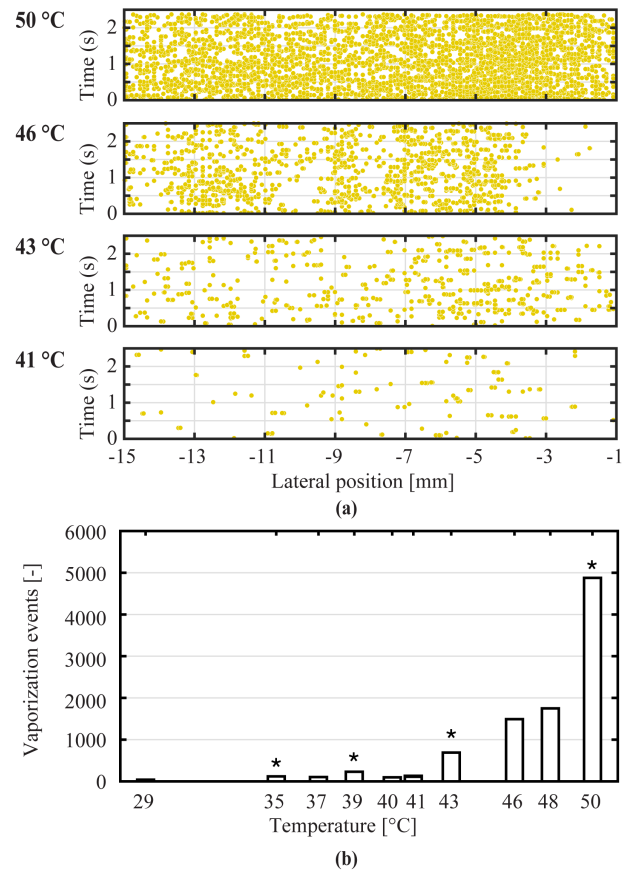 50 °C
Time (s)
2
1
0
46 °C
Time (s)
2
1
0
43 °C
Time (s)
2
1
0
41 °C
Time (s)
2
1
0
-15 -13 -11 -9 -7 -5 -3 -1
Lateral position [mm]
(a)
Vaporization events [-]
6000
5000
4000
3000
2000
1000
0
* * * *
29 35 37 39 40 41 43 46 48 50
Temperature [°C]
(b)